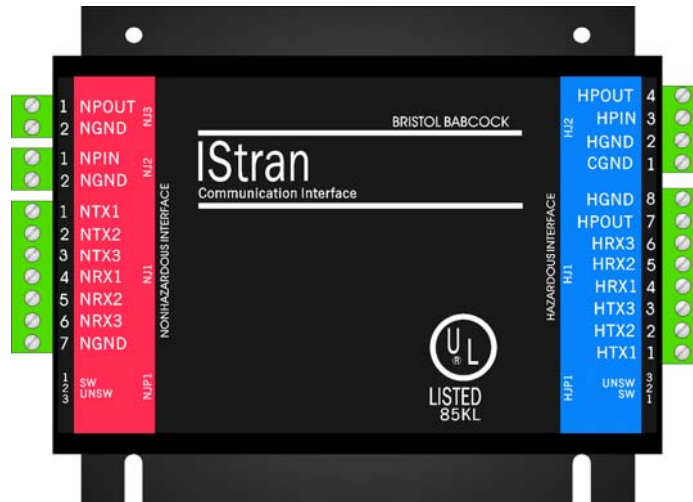 1 NPOUT
2 NGND
NJ3
1 NPIN
2 NGND
NJ2
1 NTX1
2 NTX2
3 NTX3
4 NRX1
5 NRX2
6 NRX3
7 NGND
NJ1
1
2
3
SW
UNSW
NJP1
NONHAZARDOUS INTERFACE
BRISTOL BABCOCK
IStran
Communication Interface
UL
®
LISTED
85KL
HAZARDOUS INTERFACE
HPOUT 4
HPIN 3
HGND 2
CGND 1
HJ2
HGND 8
HPOUT 7
HRX3 6
HRX2 5
HRX1 4
HTX3 3
HTX2 2
HTX1 1
HJ1
UNSW
SW
3
2
1
HJP1